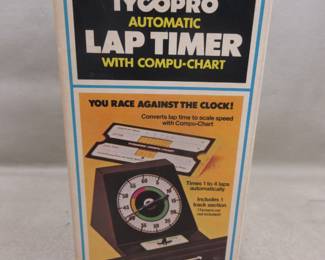 TYCOPRO
AUTOMATIC
LAP TIMER
WITH COMPU-CHART
YOU RACE AGAINST THE CLOCK!
Converts lap time to scale speed
with Compu-Chart
Times 1 to 4 laps
automatically
Includes 1
track section